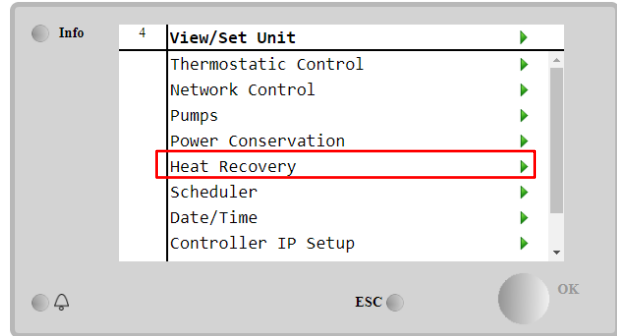 Info
4 View/Set Unit
Thermostatic Control
Network Control
Pumps
Power Conservation
Heat Recovery
Scheduler
Date/Time
Controller IP Setup
ESC
OK